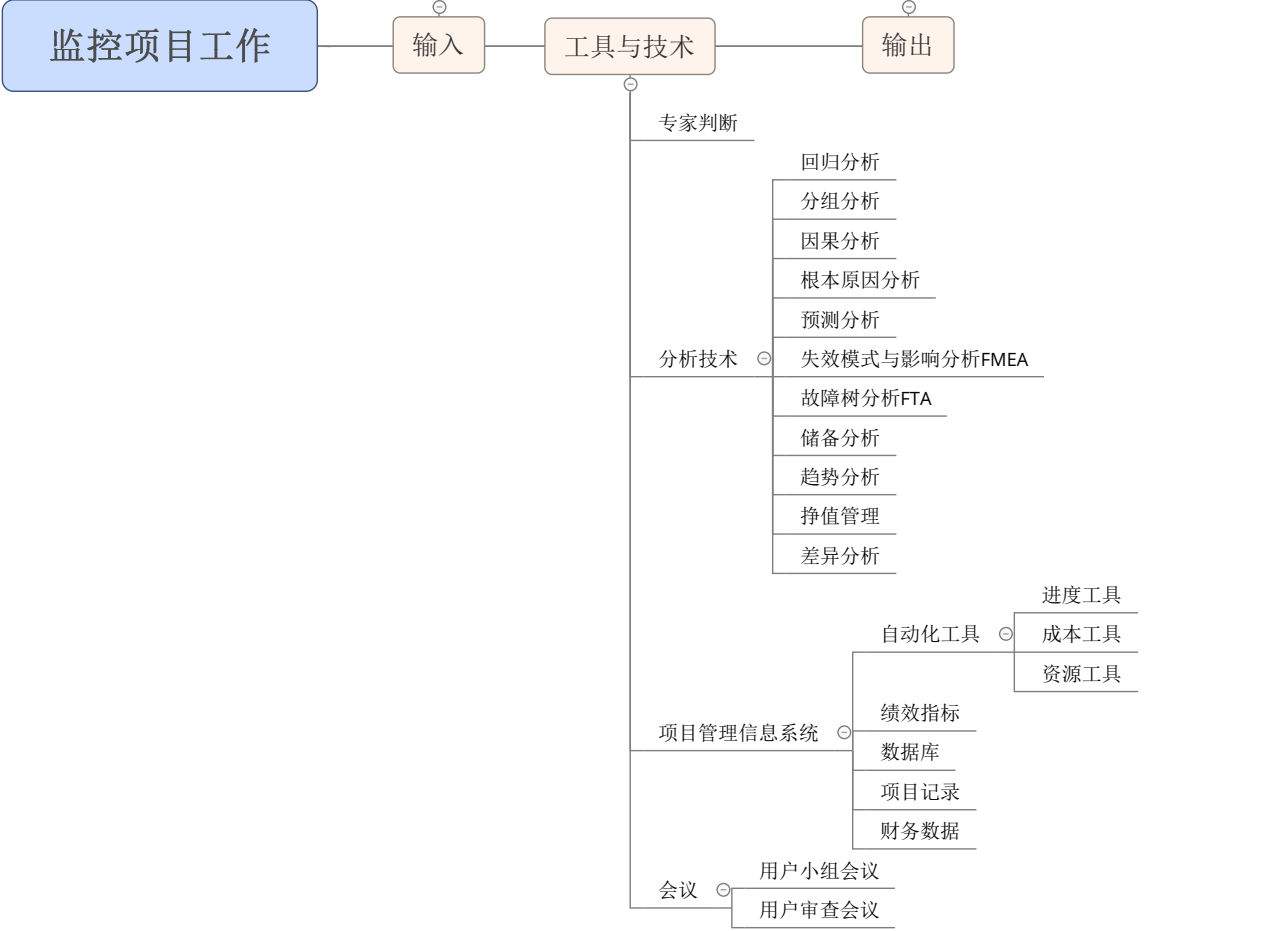 监控项目工作
输入
工具与技术
输出
专家判断
分析技术
回归分析
分组分析
因果分析
根本原因分析
预测分析
失效模式与影响分析FMEA
故障树分析FTA
储备分析
趋势分析
挣值管理
差异分析
项目管理信息系统
自动化工具
进度工具
成本工具
资源工具
绩效指标
数据库
项目记录
财务数据
会议
用户小组会议
用户审查会议